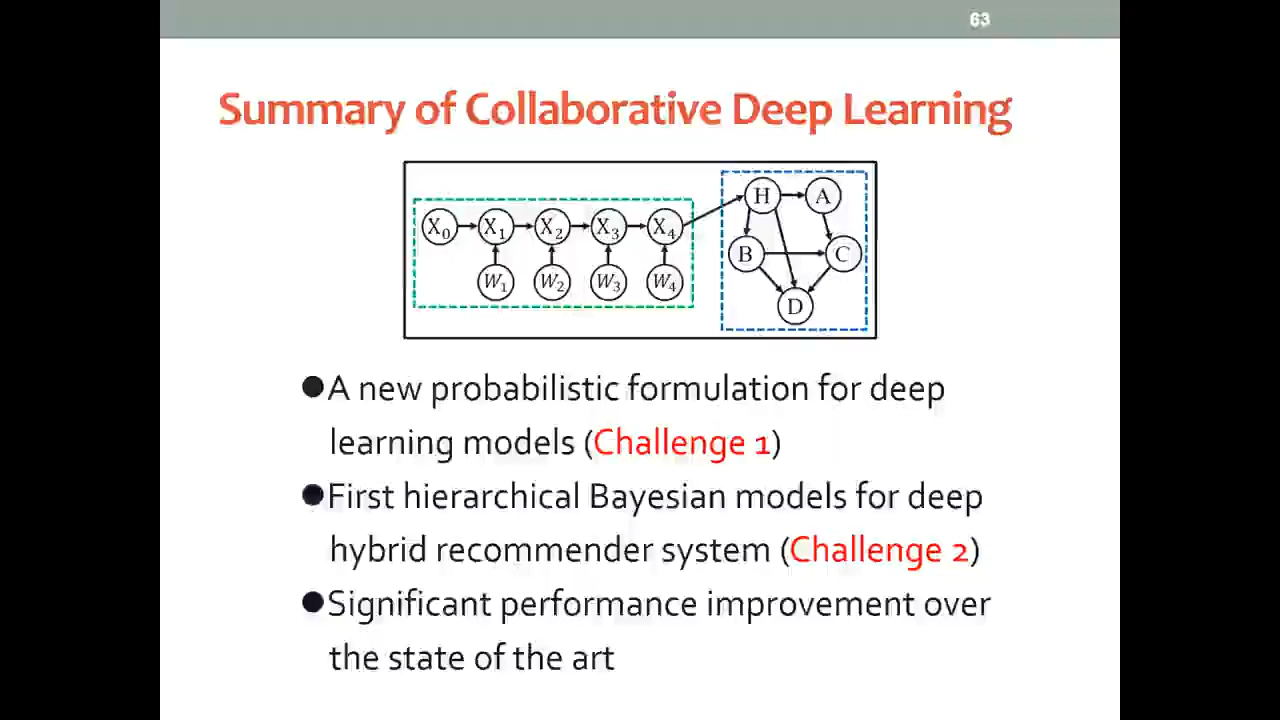 63
Summary of Collaborative Deep Learning
H A
X0 X1 X2 X3 X4
B C
W1 W2 W3 W4
D
●A new probabilistic formulation for deep
learning models (Challenge 1)
●First hierarchical Bayesian models for deep
hybrid recommender system (Challenge 2)
●Significant performance improvement over
the state of the art